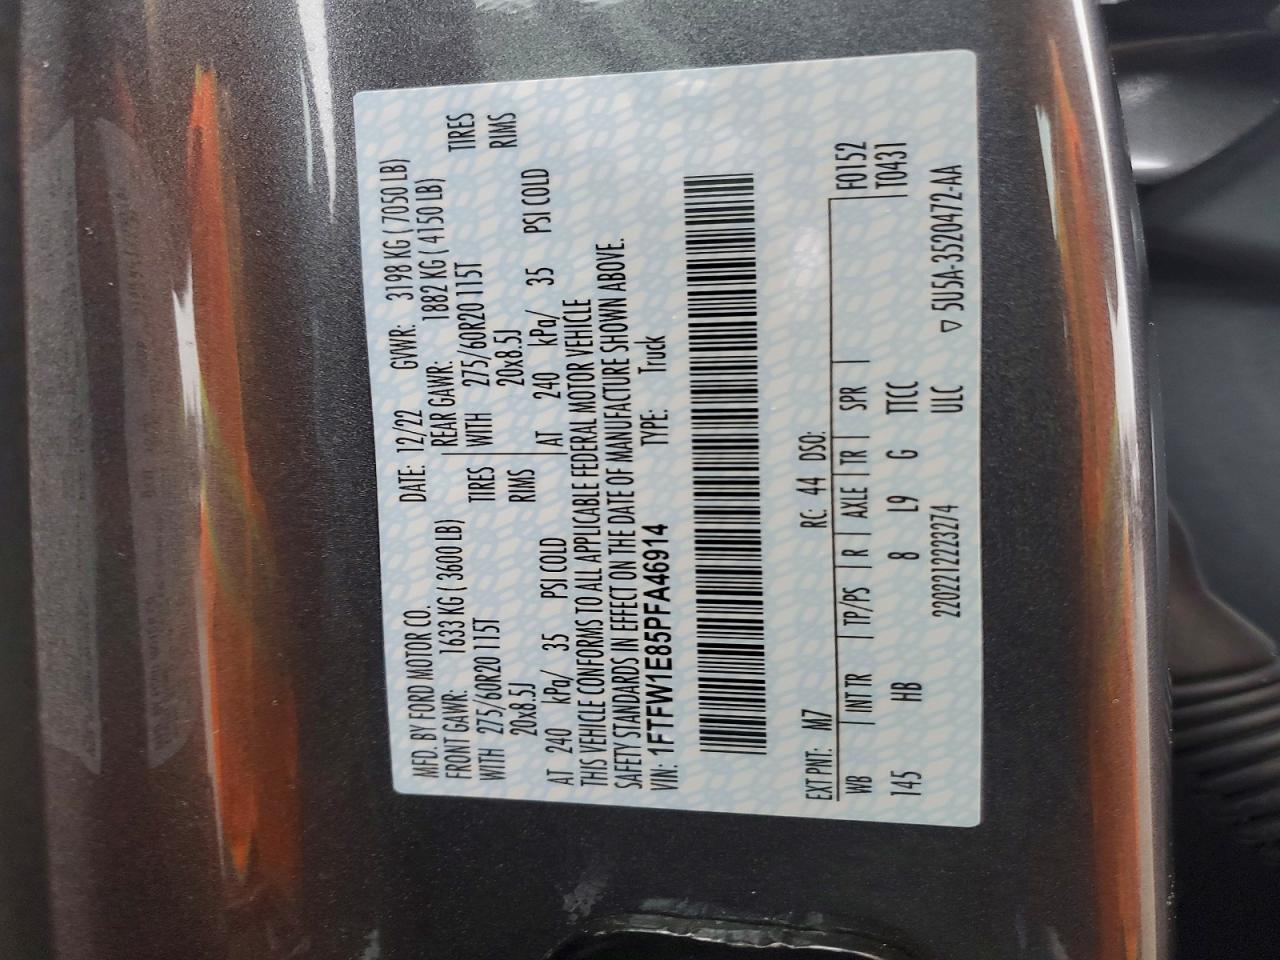 MFD. BY FORD MOTOR CO. DATE: 12/22 GVWR: 3198 KG ( 7050 LB)
FRONT GAWR: 1633 KG ( 3600 LB) REAR GAWR: 1882 KG ( 4150 LB)
WITH 275/60R20 115T TIRES WITH 275/60R20 115T TIRES
20x8.5J RIMS 20x8.5J RIMS
AT 240 kPa/ 35 PSI COLD AT 240 kPa/ 35 PSI COLD
THIS VEHICLE CONFORMS TO ALL APPLICABLE FEDERAL MOTOR VEHICLE
SAFETY STANDARDS IN EFFECT ON THE DATE OF MANUFACTURE SHOWN ABOVE.
VIN: 1FTFW1E85PFA46914 TYPE: Truck
EXT PNT: M7 RC: 44 DSO: F0152
WB INT TR TP/PS R AXLE TR SPR T0431
145 HB 8 L9 G TTCC
2202212223274 ULC ▽ 5U5A-3520472-AA